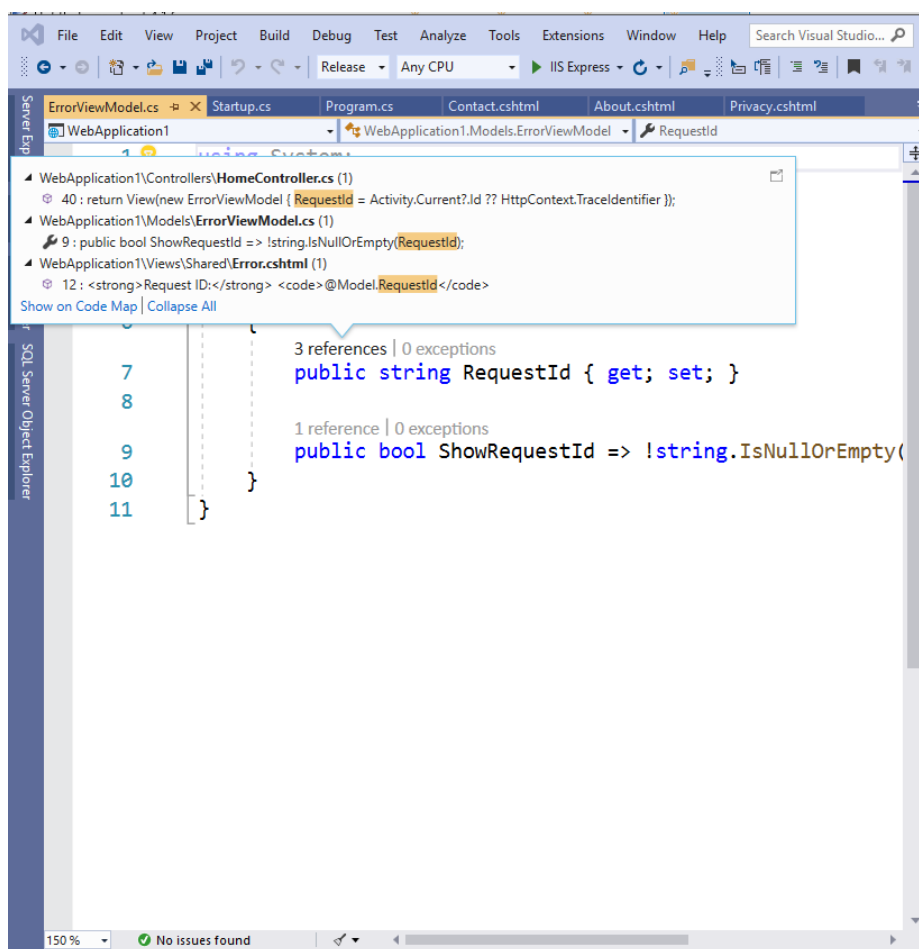 File Edit View Project Build Debug Test Analyze Tools Extensions Window Help Search Visual Studio...
Release Any CPU IIS Express
ErrorViewModel.cs Startup.cs Program.cs Contact.cshtml About.cshtml Privacy.cshtml
WebApplication1 WebApplication1.Models.ErrorViewModel RequestId
Server Exp
1 using System;
WebApplication1\Controllers\HomeController.cs (1)
40 : return View(new ErrorViewModel { RequestId = Activity.Current?.Id ?? HttpContext.TraceIdentifier });
WebApplication1\Models\ErrorViewModel.cs (1)
9 : public bool ShowRequestId => !string.IsNullOrEmpty(RequestId);
WebApplication1\Views\Shared\Error.cshtml (1)
12 : <strong>Request ID:</strong> <code>@Model.RequestId</code>
Show on Code Map Collapse All
{
3 references | 0 exceptions
7 public string RequestId { get; set; }
8
1 reference | 0 exceptions
9 public bool ShowRequestId => !string.IsNullOrEmpty(
10 }
11 }
SQL Server Object Explorer
150 % No issues found